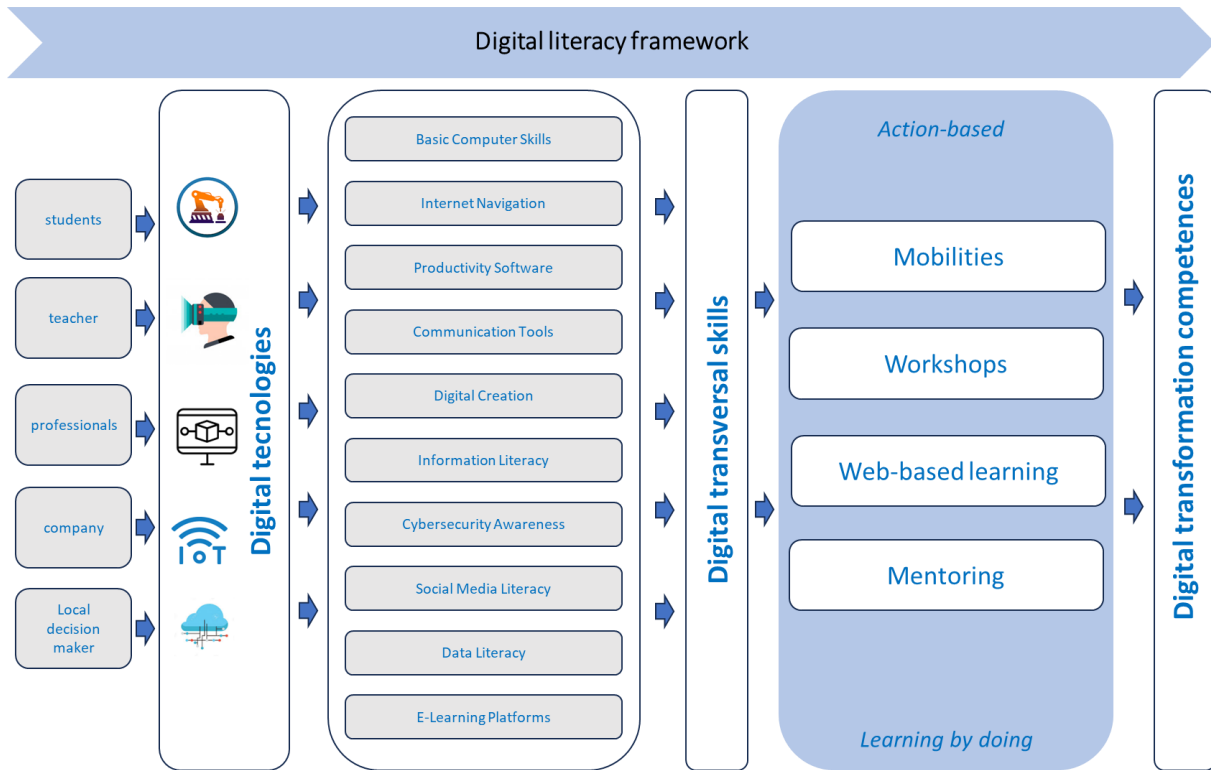 Digital literacy framework
students
teacher
professionals
company
Local
decision
maker
IoT
Digital tecnologies
Basic Computer Skills
Internet Navigation
Productivity Software
Communication Tools
Digital Creation
Information Literacy
Cybersecurity Awareness
Social Media Literacy
Data Literacy
E-Learning Platforms
Digital transversal skills
Action-based
Mobilities
Workshops
Web-based learning
Mentoring
Learning by doing
Digital transformation competences